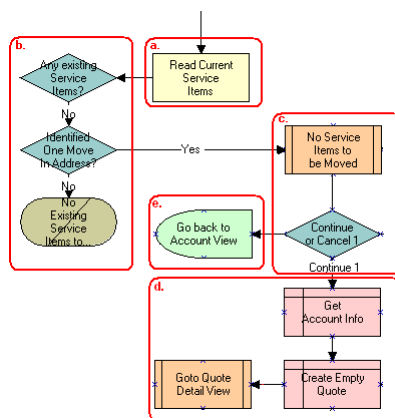 b.
a.
Any existing
Service
Items?
Read Current
Service
Items
No
c.
Identified
One Move
In Address?
Yes
No Service
Items to
be Moved
No
e.
No
Existing
Service
Items to...
Go back to
Account View
Continue
or Cancel 1
Continue 1
d.
Get
Account Info
Goto Quote
Detail View
Create Empty
Quote